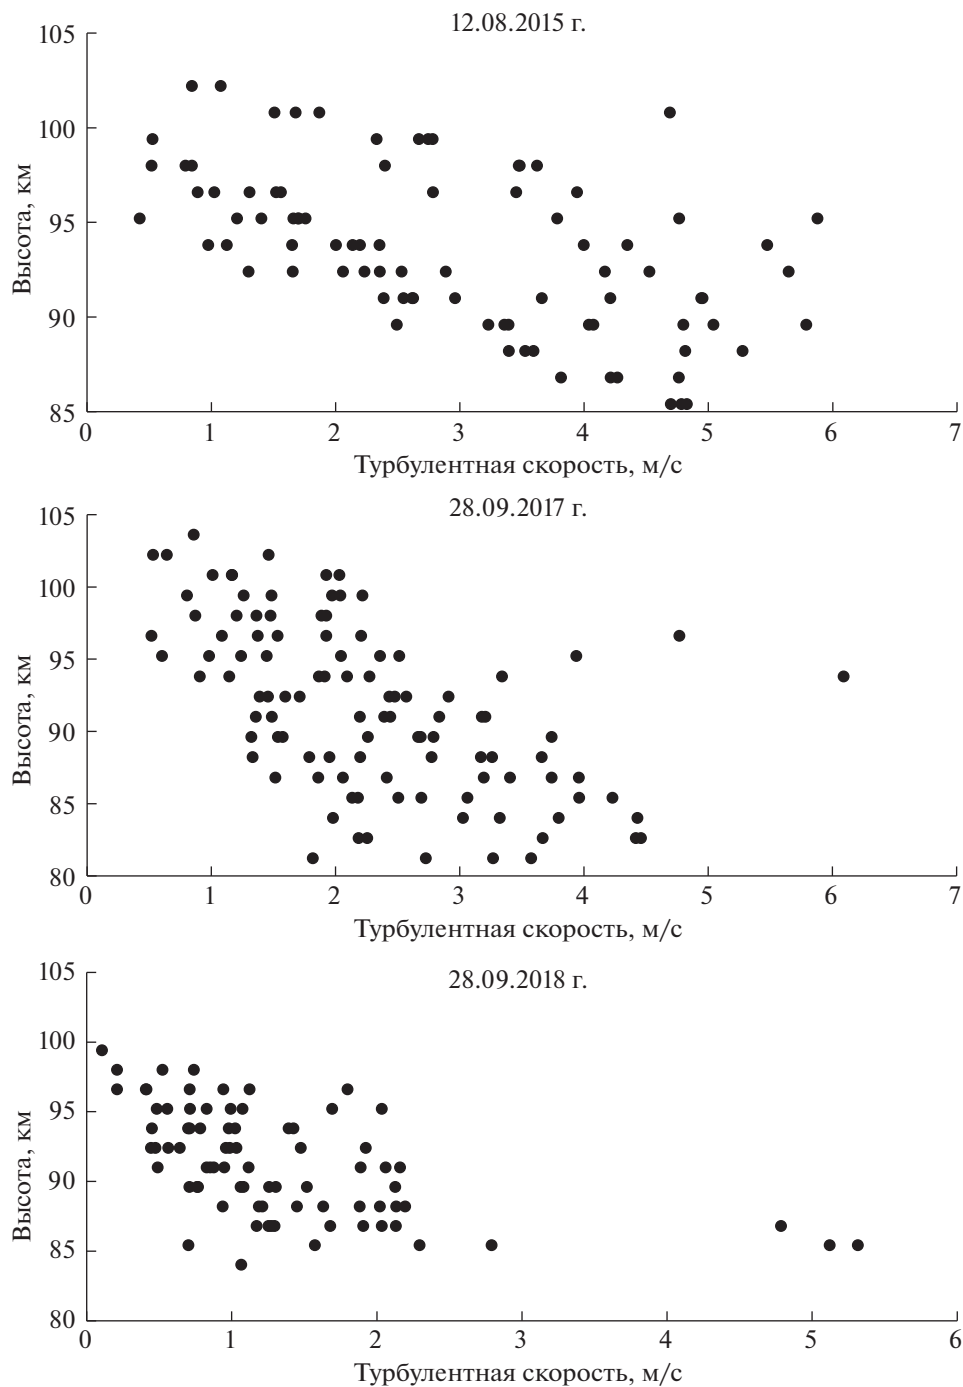 12.08.2015 г.
105
100
95
90
85
Высота, км
0 1 2 3 4 5 6 7
Турбулентная скорость, м/с
28.09.2017 г.
105
100
95
90
85
80
Высота, км
0 1 2 3 4 5 6 7
Турбулентная скорость, м/с
28.09.2018 г.
105
100
95
90
85
80
Высота, км
0 1 2 3 4 5 6
Турбулентная скорость, м/с